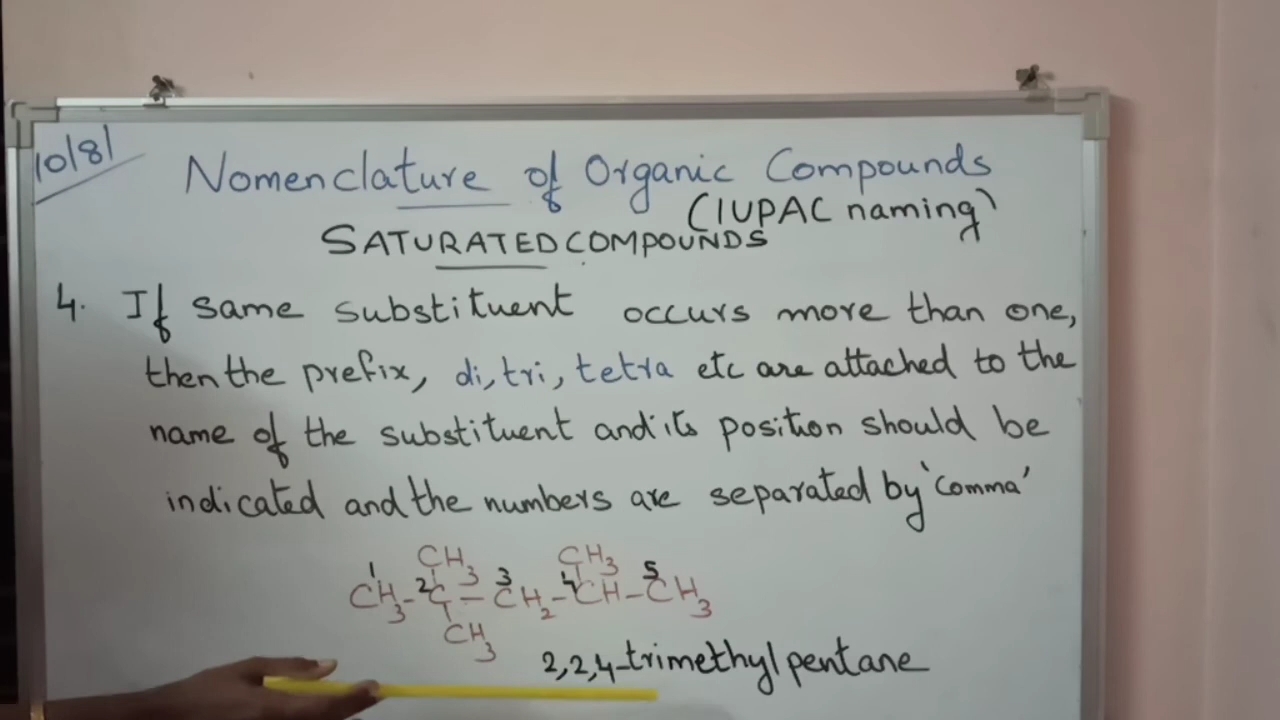 10/8/
Nomenclature of Organic Compounds
(IUPAC naming)
SATURATED COMPOUNDS
4. If same substituent occurs more than one,
then the prefix, di, tri, tetra etc are attached to the
name of the substituent and its position should be
indicated and the numbers are separated by 'comma'
CH3 CH3
1 2 3 4 5
CH3-C-CH2-CH-CH3
CH3
2,2,4-trimethyl pentane